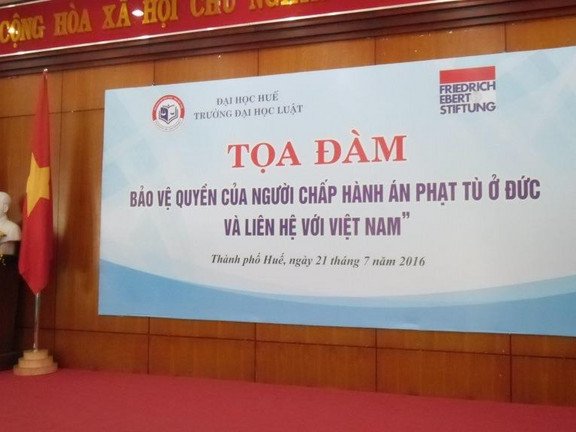 CỘNG HÒA XÃ HỘI CHỦ
ĐẠI HỌC HUẾ
TRƯỜNG ĐẠI HỌC LUẬT
FRIEDRICH
EBERT
STIFTUNG
TỌA ĐÀM
BẢO VỆ QUYỀN CỦA NGƯỜI CHẤP HÀNH ÁN PHẠT TÙ Ở ĐỨC
VÀ LIÊN HỆ VỚI VIỆT NAM”
Thành phố Huế, ngày 21 tháng 7 năm 2016